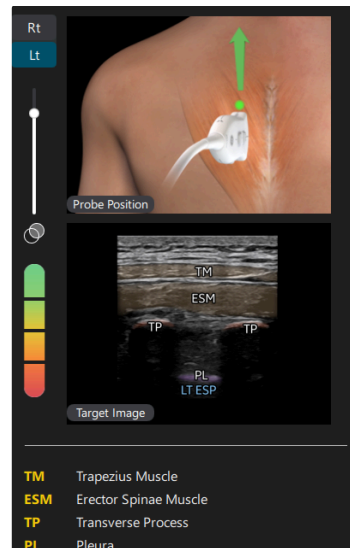 Rt
Lt
Probe Position
TM
ESM
TP TP
PL
LT ESP
Target Image
TM Trapezius Muscle
ESM Erector Spinae Muscle
TP Transverse Process
PL Pleura